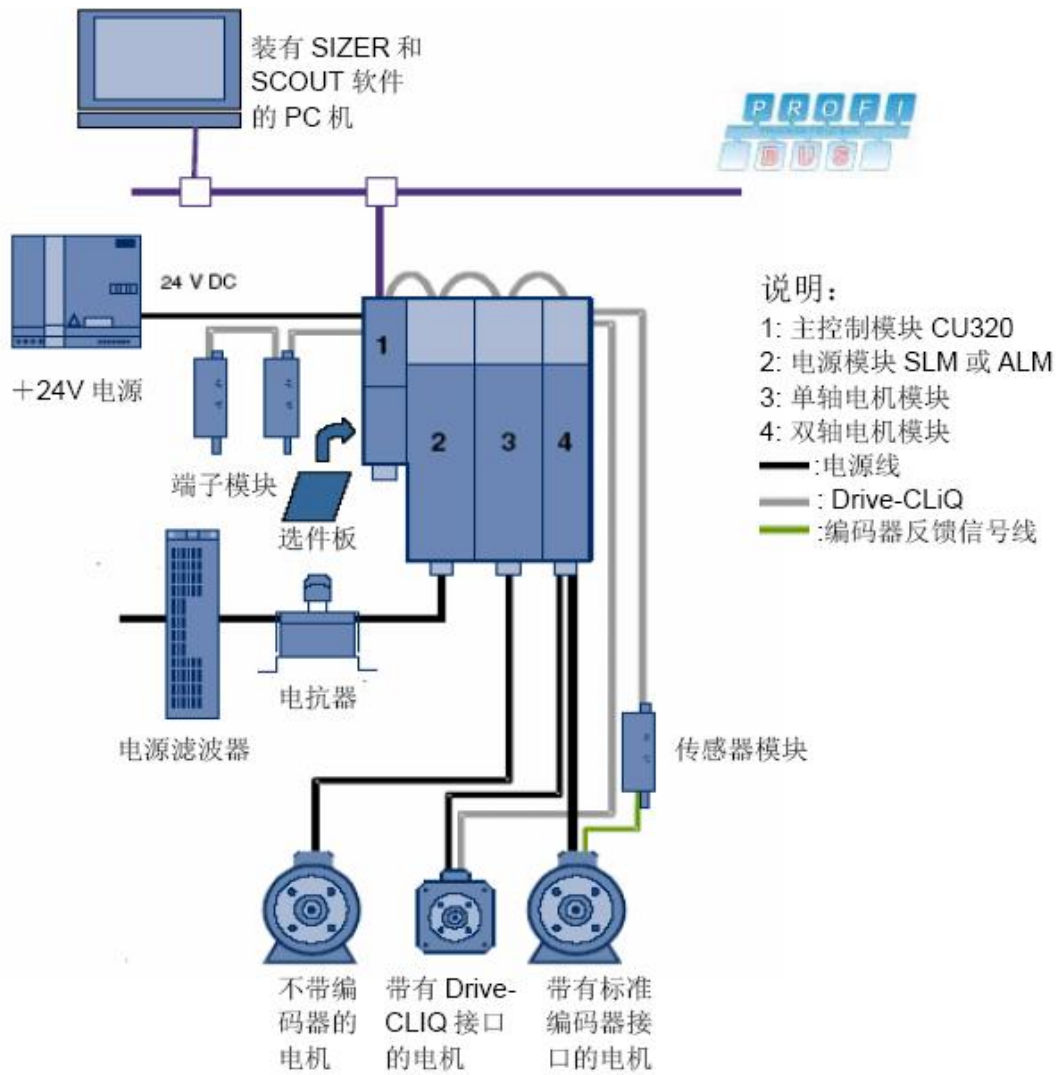 装有 SIZER 和
SCOUT 软件
的 PC 机
PROFI
BUS
24 V DC
+24V 电源
端子模块
选件板
1
2
3
4
说明：
1: 主控制模块 CU320
2: 电源模块 SLM 或 ALM
3: 单轴电机模块
4: 双轴电机模块
:电源线
: Drive-CLiQ
:编码器反馈信号线
电源滤波器
电抗器
传感器模块
不带编
码器的
电机
带有 Drive-
CLIQ 接口
的电机
带有标准
编码器接
口的电机